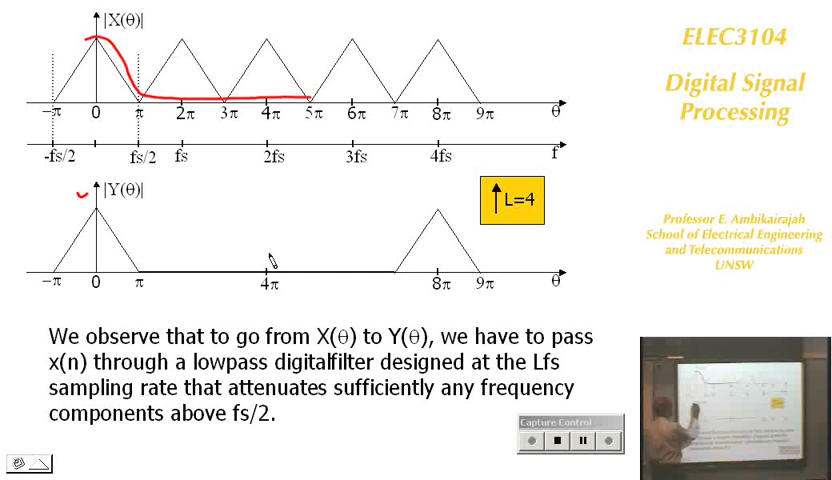 |X(θ)|
-π 0 π 2π 3π 4π 5π 6π 7π 8π 9π θ
-fs/2 fs/2 fs 2fs 3fs 4fs f
|Y(θ)|
L=4
-π 0 π 4π 8π 9π θ
We observe that to go from X(θ) to Y(θ), we have to pass
x(n) through a lowpass digitalfilter designed at the Lfs
sampling rate that attenuates sufficiently any frequency
components above fs/2.
Capture Control
ELEC3104
Digital Signal
Processing
Professor E. Ambikairajah
School of Electrical Engineering
and Telecommunications
UNSW